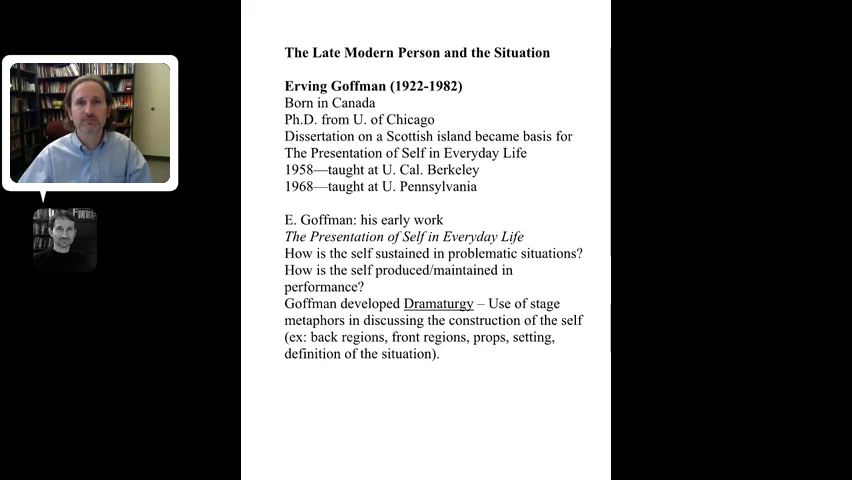 The Late Modern Person and the Situation
Erving Goffman (1922-1982)
Born in Canada
Ph.D. from U. of Chicago
Dissertation on a Scottish island became basis for
The Presentation of Self in Everyday Life
1958—taught at U. Cal. Berkeley
1968—taught at U. Pennsylvania
E. Goffman: his early work
The Presentation of Self in Everyday Life
How is the self sustained in problematic situations?
How is the self produced/maintained in
performance?
Goffman developed Dramaturgy – Use of stage
metaphors in discussing the construction of the self
(ex: back regions, front regions, props, setting,
definition of the situation).